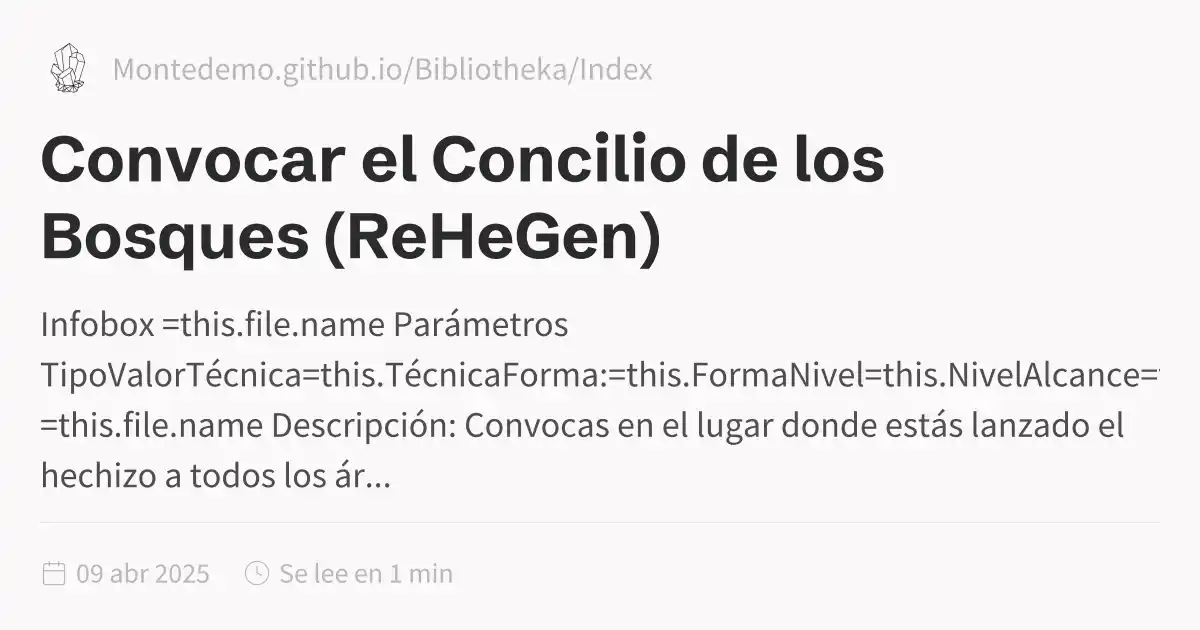 Montedemo.github.io/Bibliotheka/Index
Convocar el Concilio de los
Bosques (ReHeGen)
Infobox =this.file.name Parámetros
TipoValorTécnica=this.TécnicaForma:=this.FormaNivel=this.NivelAlcance=
=this.file.name Descripción: Convocas en el lugar donde estás lanzado el
hechizo a todos los ár...
09 abr 2025 Se lee en 1 min